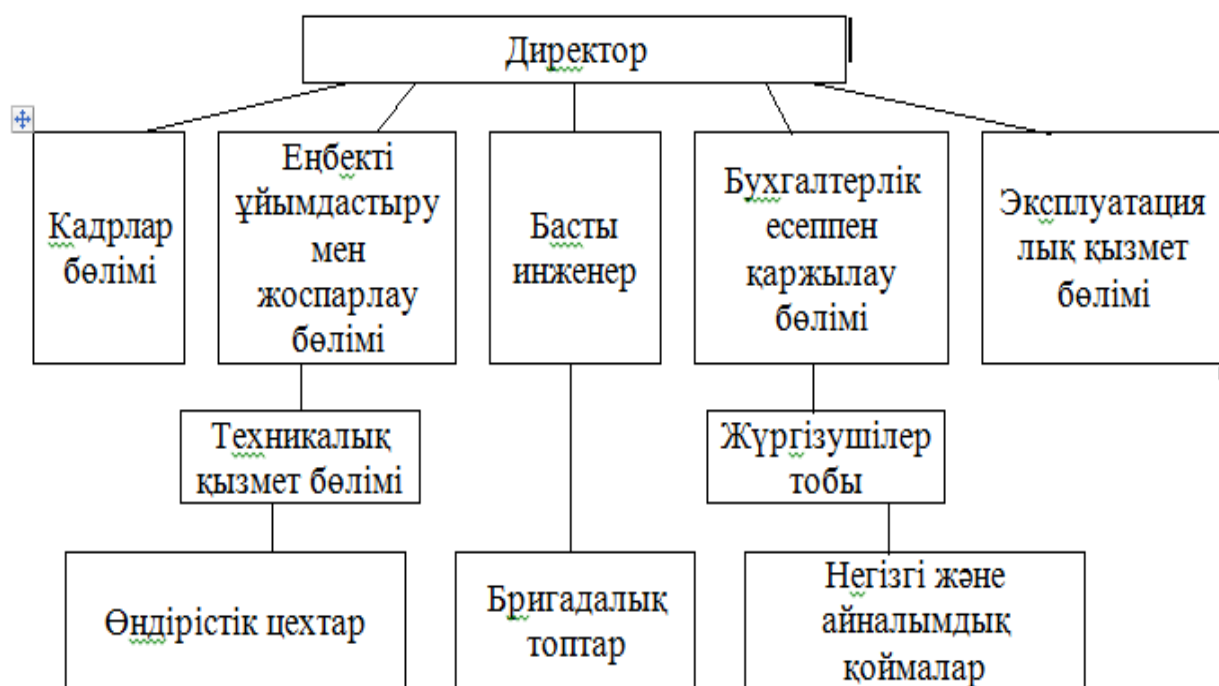 Директор
Кадрлар
бөлімі
Еңбекті
ұйымдастыру
мен
жоспарлау
бөлімі
Басты
инженер
Бухгалтерлік
есеппен
қаржылау
бөлімі
Эксплуатация
лық қызмет
бөлімі
Техникалық
қызмет бөлімі
Жүргізушілер
тобы
Өндірістік цехтар
Бригадалық
топтар
Негізгі және
айналымдық
қоймалар